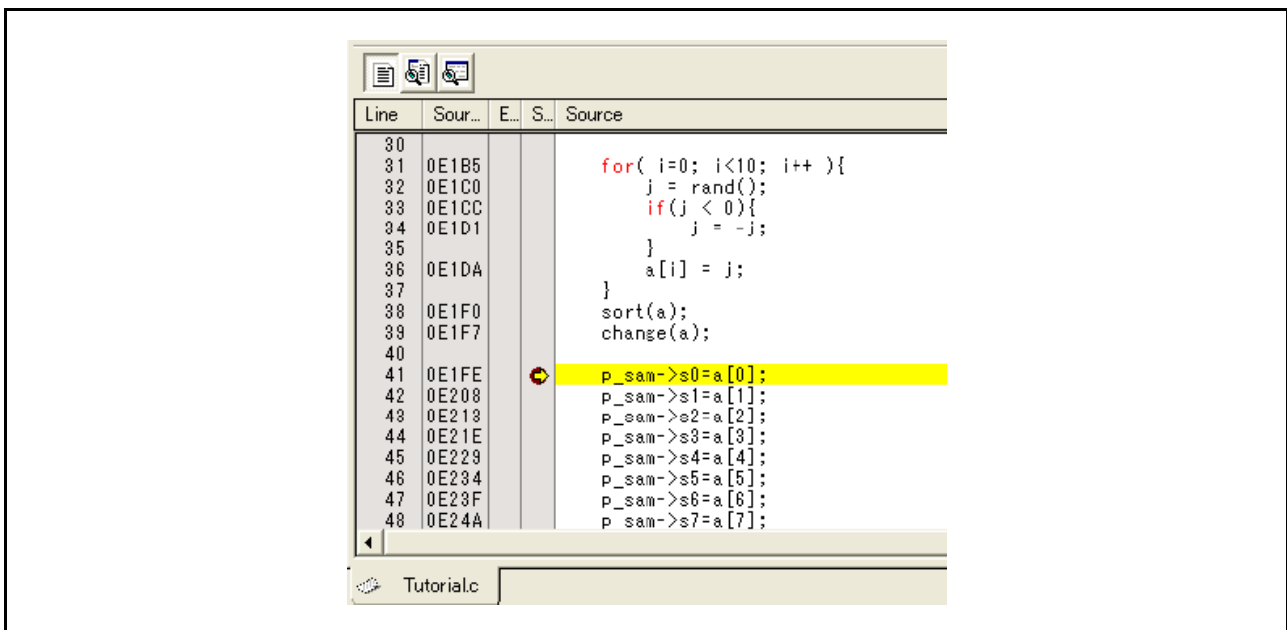 Line Sour... E... S... Source
30
31 0E1B5 for( i=0; i<10; i++ ){
32 0E1C0 j = rand();
33 0E1CC if(j < 0){
34 0E1D1 j = -j;
35 }
36 0E1DA a[i] = j;
37 }
38 0E1F0 sort(a);
39 0E1F7 change(a);
40
41 0E1FE p_sam->s0=a[0];
42 0E208 p_sam->s1=a[1];
43 0E213 p_sam->s2=a[2];
44 0E21E p_sam->s3=a[3];
45 0E229 p_sam->s4=a[4];
46 0E234 p_sam->s5=a[5];
47 0E23F p_sam->s6=a[6];
48 0E24A p_sam->s7=a[7];
Tutorial.c